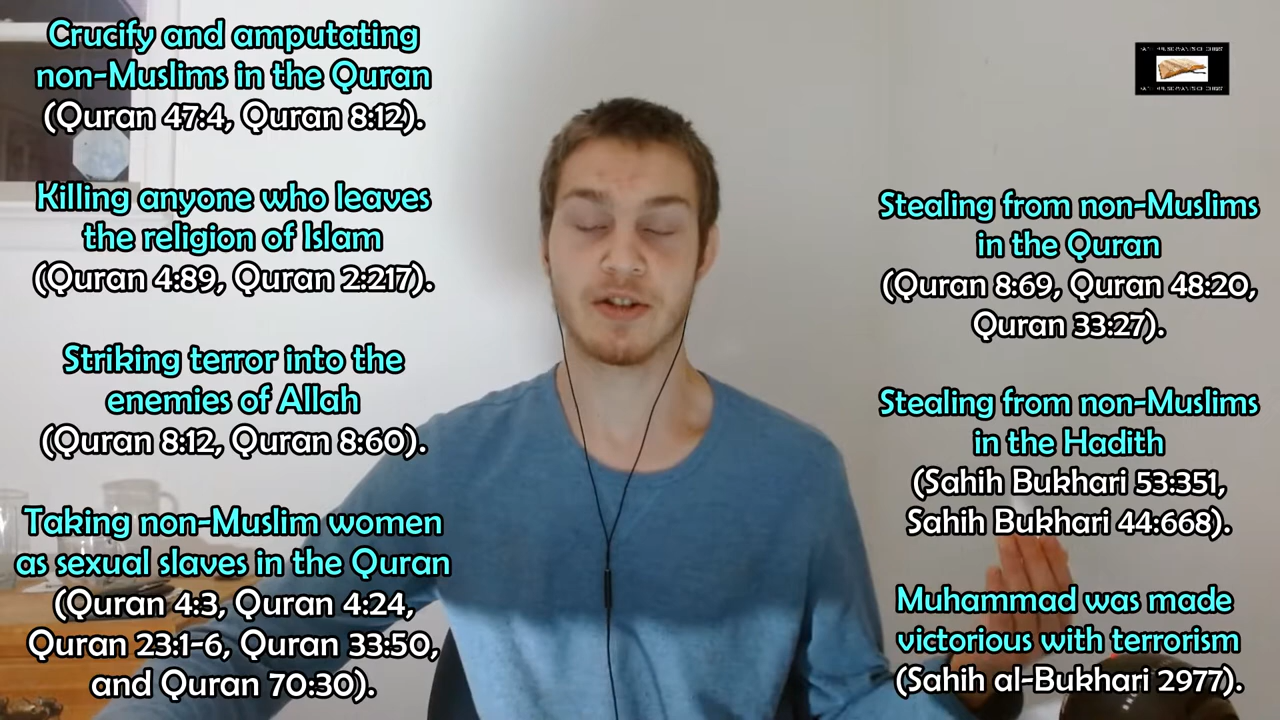 Crucify and amputating
non-Muslims in the Quran
(Quran 47:4, Quran 8:12).
Killing anyone who leaves
the religion of Islam
(Quran 4:89, Quran 2:217).
Striking terror into the
enemies of Allah
(Quran 8:12, Quran 8:60).
Taking non-Muslim women
as sexual slaves in the Quran
(Quran 4:3, Quran 4:24,
Quran 23:1-6, Quran 33:50,
and Quran 70:30).
Stealing from non-Muslims
in the Quran
(Quran 8:69, Quran 48:20,
Quran 33:27).
Stealing from non-Muslims
in the Hadith
(Sahih Bukhari 53:351,
Sahih Bukhari 44:668).
Muhammad was made
victorious with terrorism
(Sahih al-Bukhari 2977).